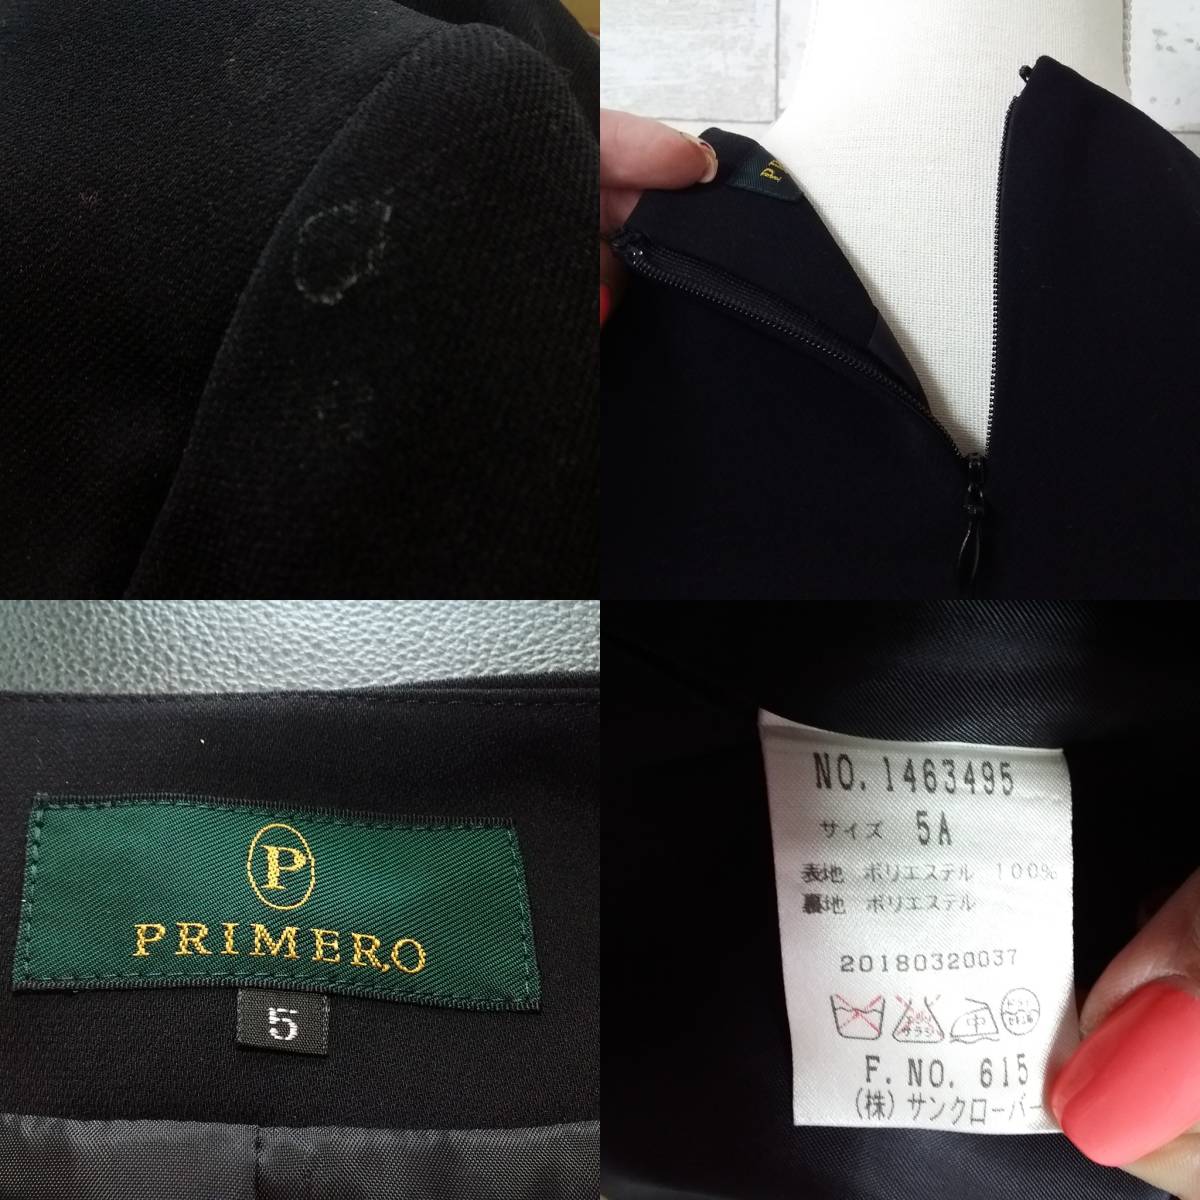 P
PRIMERO
5
NO. 1463495
サイズ 5A
表地 ポリエステル 100%
裏地 ポリエステル
20180320037
中
F. NO. 615
(株) サンクローバー